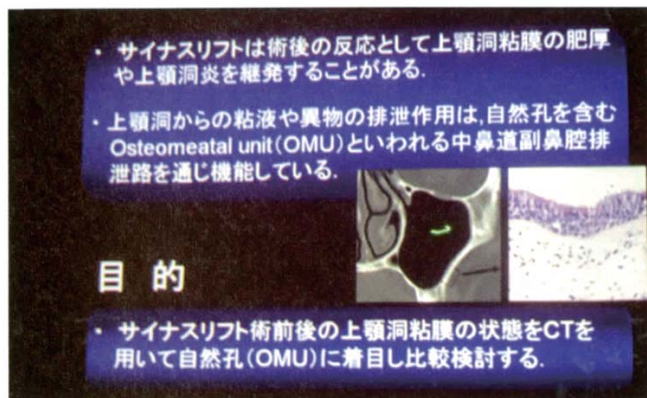 ・ サイナスリフトは術後の反応として上顎洞粘膜の肥厚
や上顎洞炎を継発することがある.
・ 上顎洞からの粘液や異物の排泄作用は,自然孔を含む
Osteomeatal unit(OMU)といわれる中鼻道副鼻腔排
泄路を通じ機能している.
目 的
・ サイナスリフト術前後の上顎洞粘膜の状態をCTを
用いて自然孔(OMU)に着目し比較検討する.